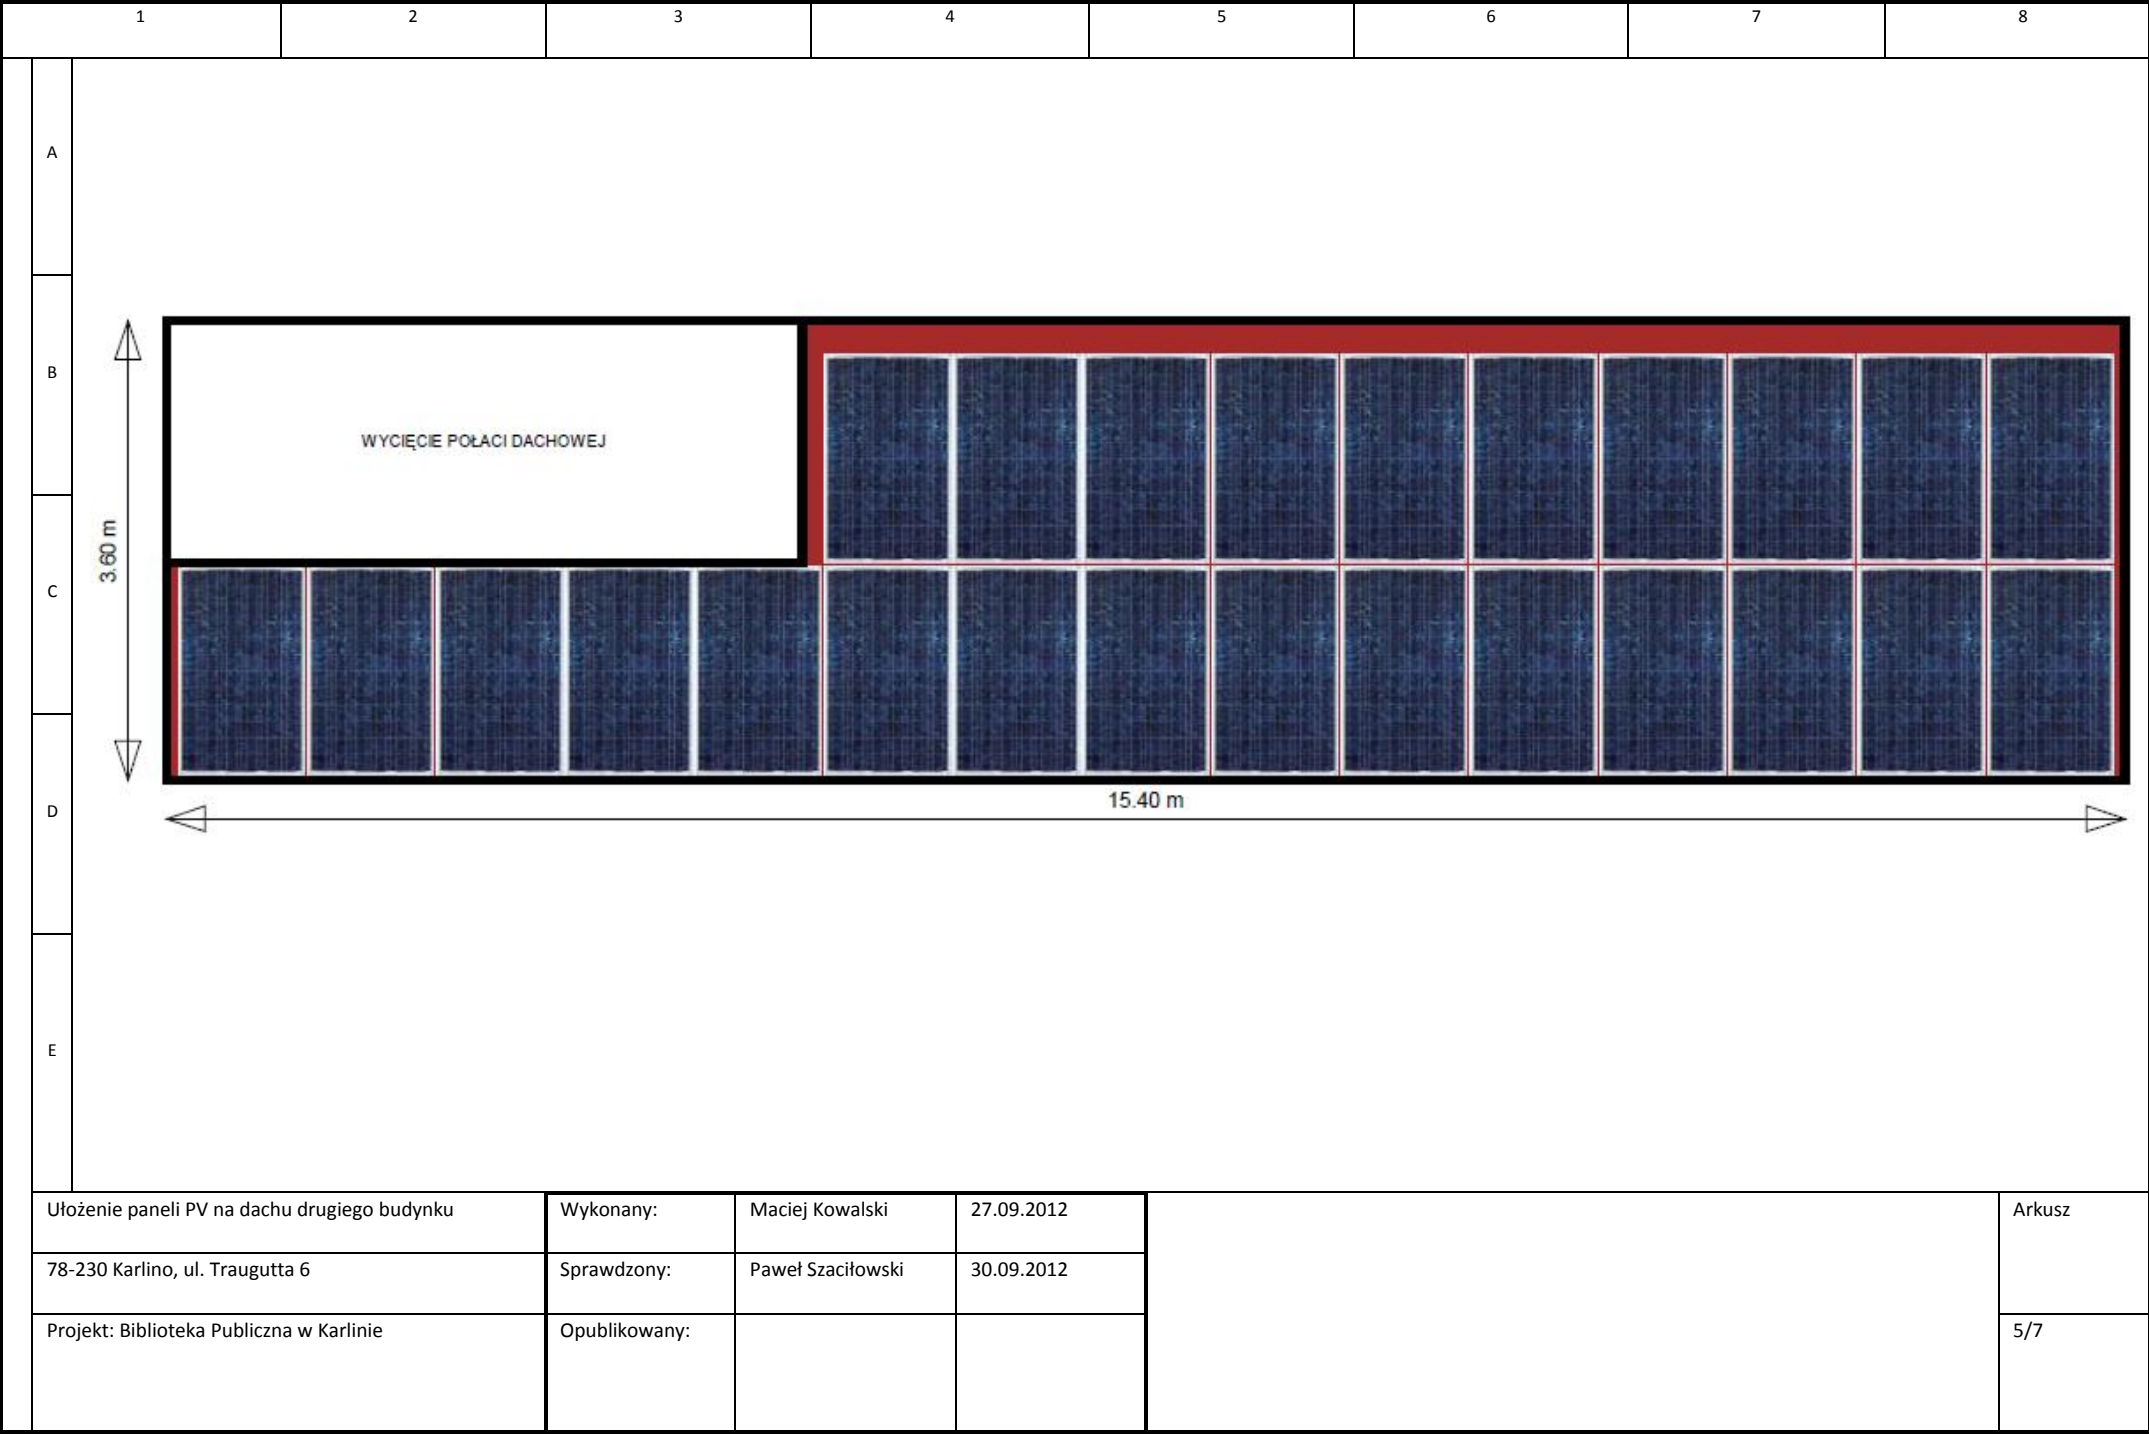 1 2 3 4 5 6 7 8
A
B
WYCIĘCIE POŁACI DACHOWEJ
3.60 m
C
15.40 m
D
E
Ułożenie paneli PV na dachu drugiego budynku Wykonany: Maciej Kowalski 27.09.2012 Arkusz
78-230 Karlino, ul. Traugutta 6 Sprawdzony: Paweł Szaciłowski 30.09.2012
Projekt: Biblioteka Publiczna w Karlinie Opublikowany: 5/7